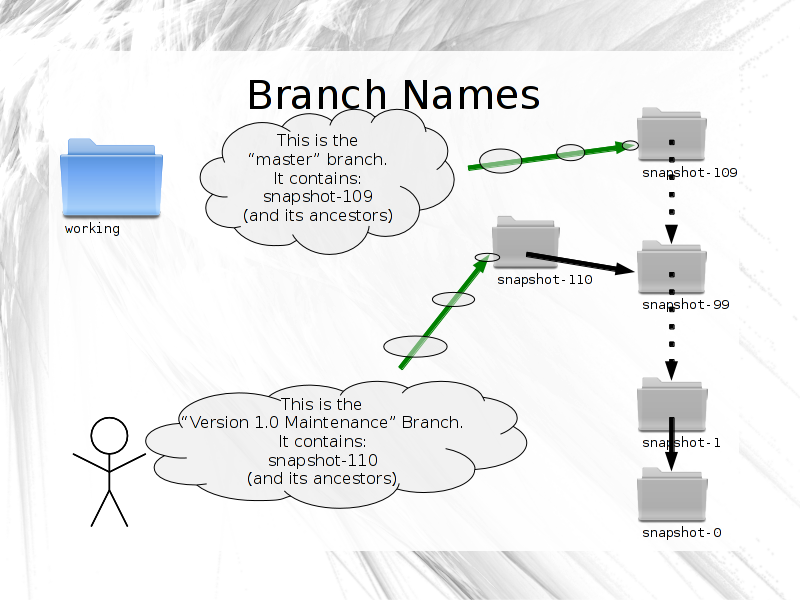 Branch Names
This is the
“master” branch.
It contains:
snapshot-109
(and its ancestors)
snapshot-109
working
snapshot-110
snapshot-99
This is the
“Version 1.0 Maintenance” Branch.
It contains:
snapshot-110
(and its ancestors)
snapshot-1
snapshot-0